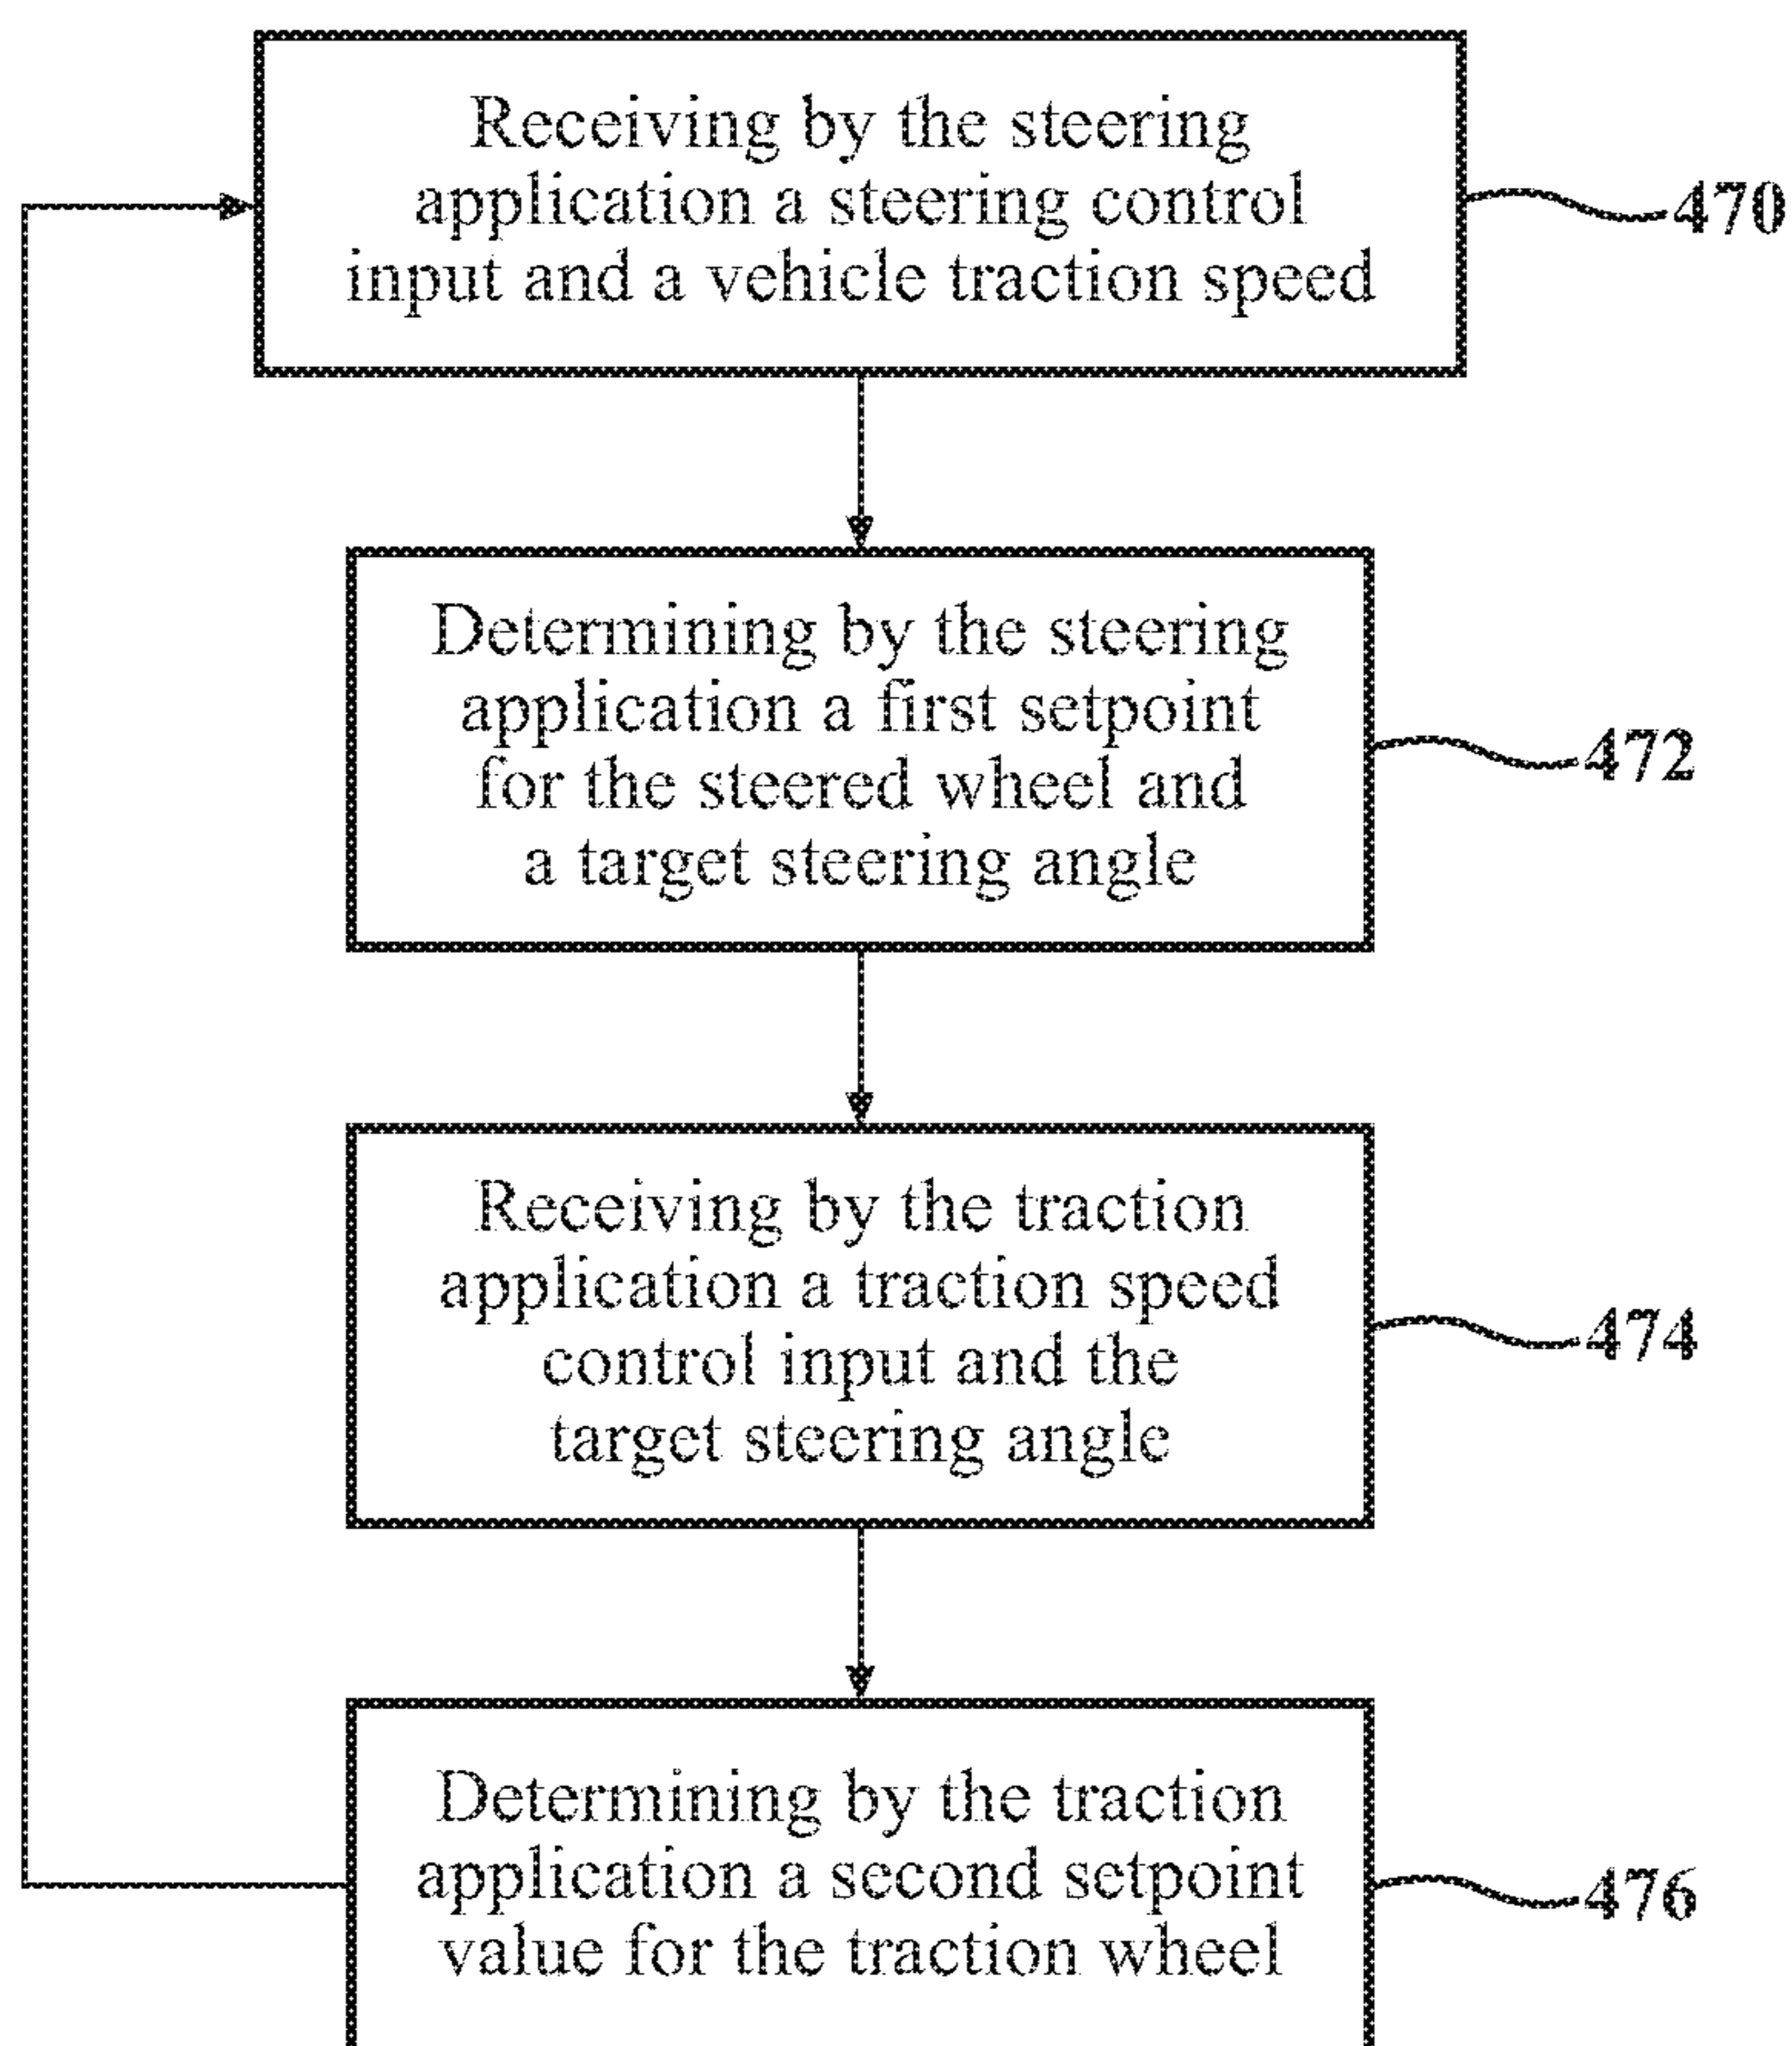 Receiving by the steering
application a steering control
input and a vehicle traction speed
470
Determining by the steering
application a first setpoint
for the steered wheel and
a target steering angle
472
Receiving by the traction
application a traction speed
control input and the
target steering angle
474
Determining by the traction
application a second setpoint
value for the traction wheel
476